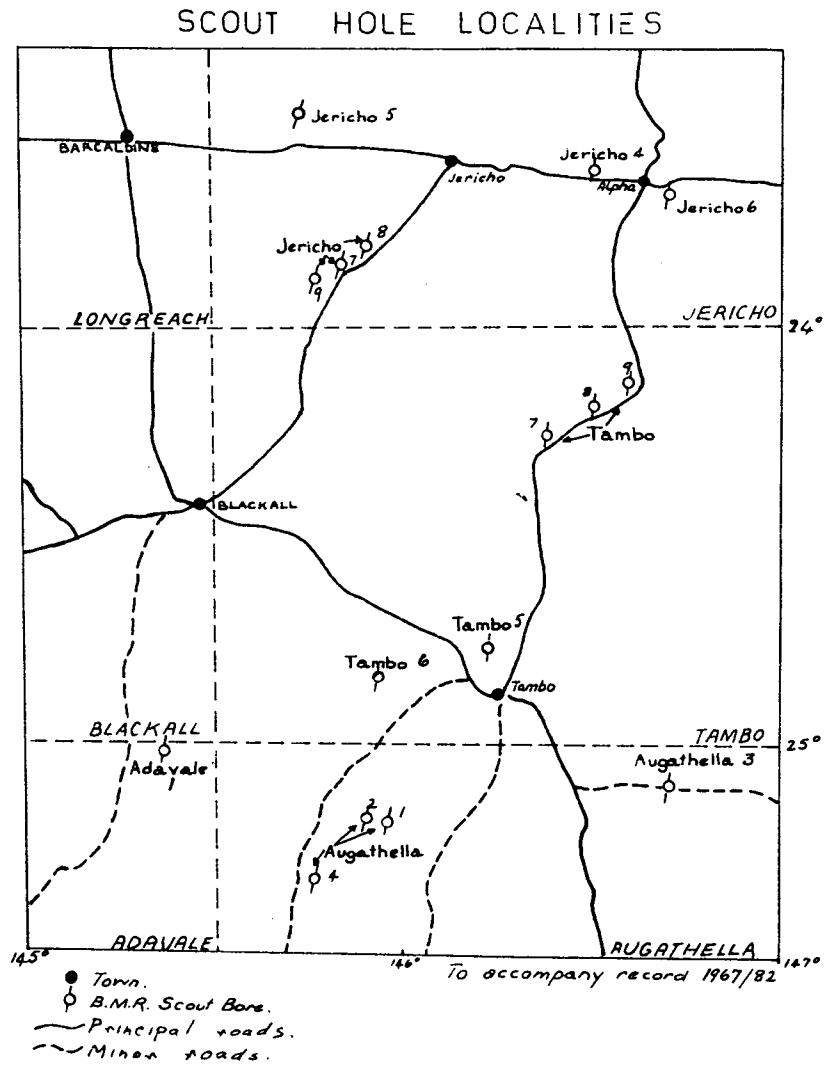 SCOUT HOLE LOCALITIES
Jericho 5
BARCALDINE
Jericho
Jericho 4
Alpha
Jericho 6
Jericho
8
7
9
LONGREACH
JERICHO
24°
9
8
7
Tambo
BLACKALL
Tambo 5
Tambo 6
Tambo
BLACKALL
TAMBO
25°
Adavale
1
Augathella 3
2
1
Augathella
4
ADAVALE
AUGATHELLA
145°
146°
147°
To accompany record 1967/82
Town.
B.M.R. Scout Bore.
Principal roads.
Minor roads.